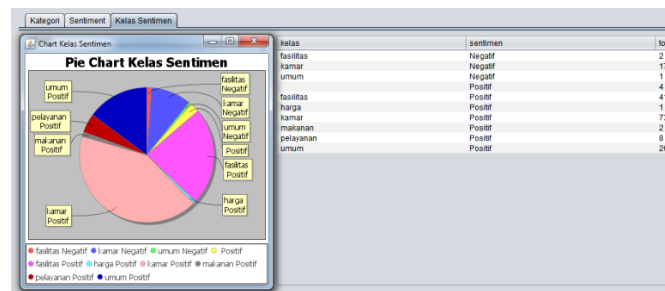 Kategori Sentiment Kelas Sentimen
Chart Kelas Sentimen
Pie Chart Kelas Sentimen
fasilitas Negatif
kamar Negatif
umum Negatif
Positif
fasilitas Positif
harga Positif
kamar Positif
makanan Positif
pelayanan Positif
umum Positif
fasilitas Negatif kamar Negatif umum Negatif Positif
fasilitas Positif harga Positif kamar Positif makanan Positif
pelayanan Positif umum Positif
kelas sentimen
fasilitas Negatif 2
kamar Negatif
umum Negatif 1
Positif 4
fasilitas Positif
harga Positif 1
kamar Positif
makanan Positif 2
pelayanan Positif 8
umum Positif